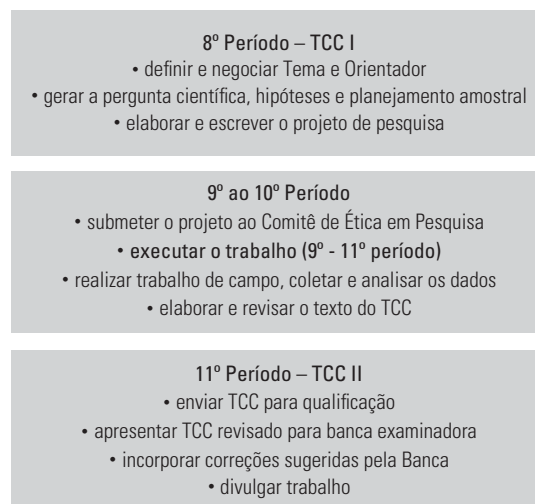 8º Período – TCC I
• definir e negociar Tema e Orientador
• gerar a pergunta científica, hipóteses e planejamento amostral
• elaborar e escrever o projeto de pesquisa
9º ao 10º Período
• submeter o projeto ao Comitê de Ética em Pesquisa
• executar o trabalho (9º - 11º período)
• realizar trabalho de campo, coletar e analisar os dados
• elaborar e revisar o texto do TCC
11º Período – TCC II
• enviar TCC para qualificação
• apresentar TCC revisado para banca examinadora
• incorporar correções sugeridas pela Banca
• divulgar trabalho